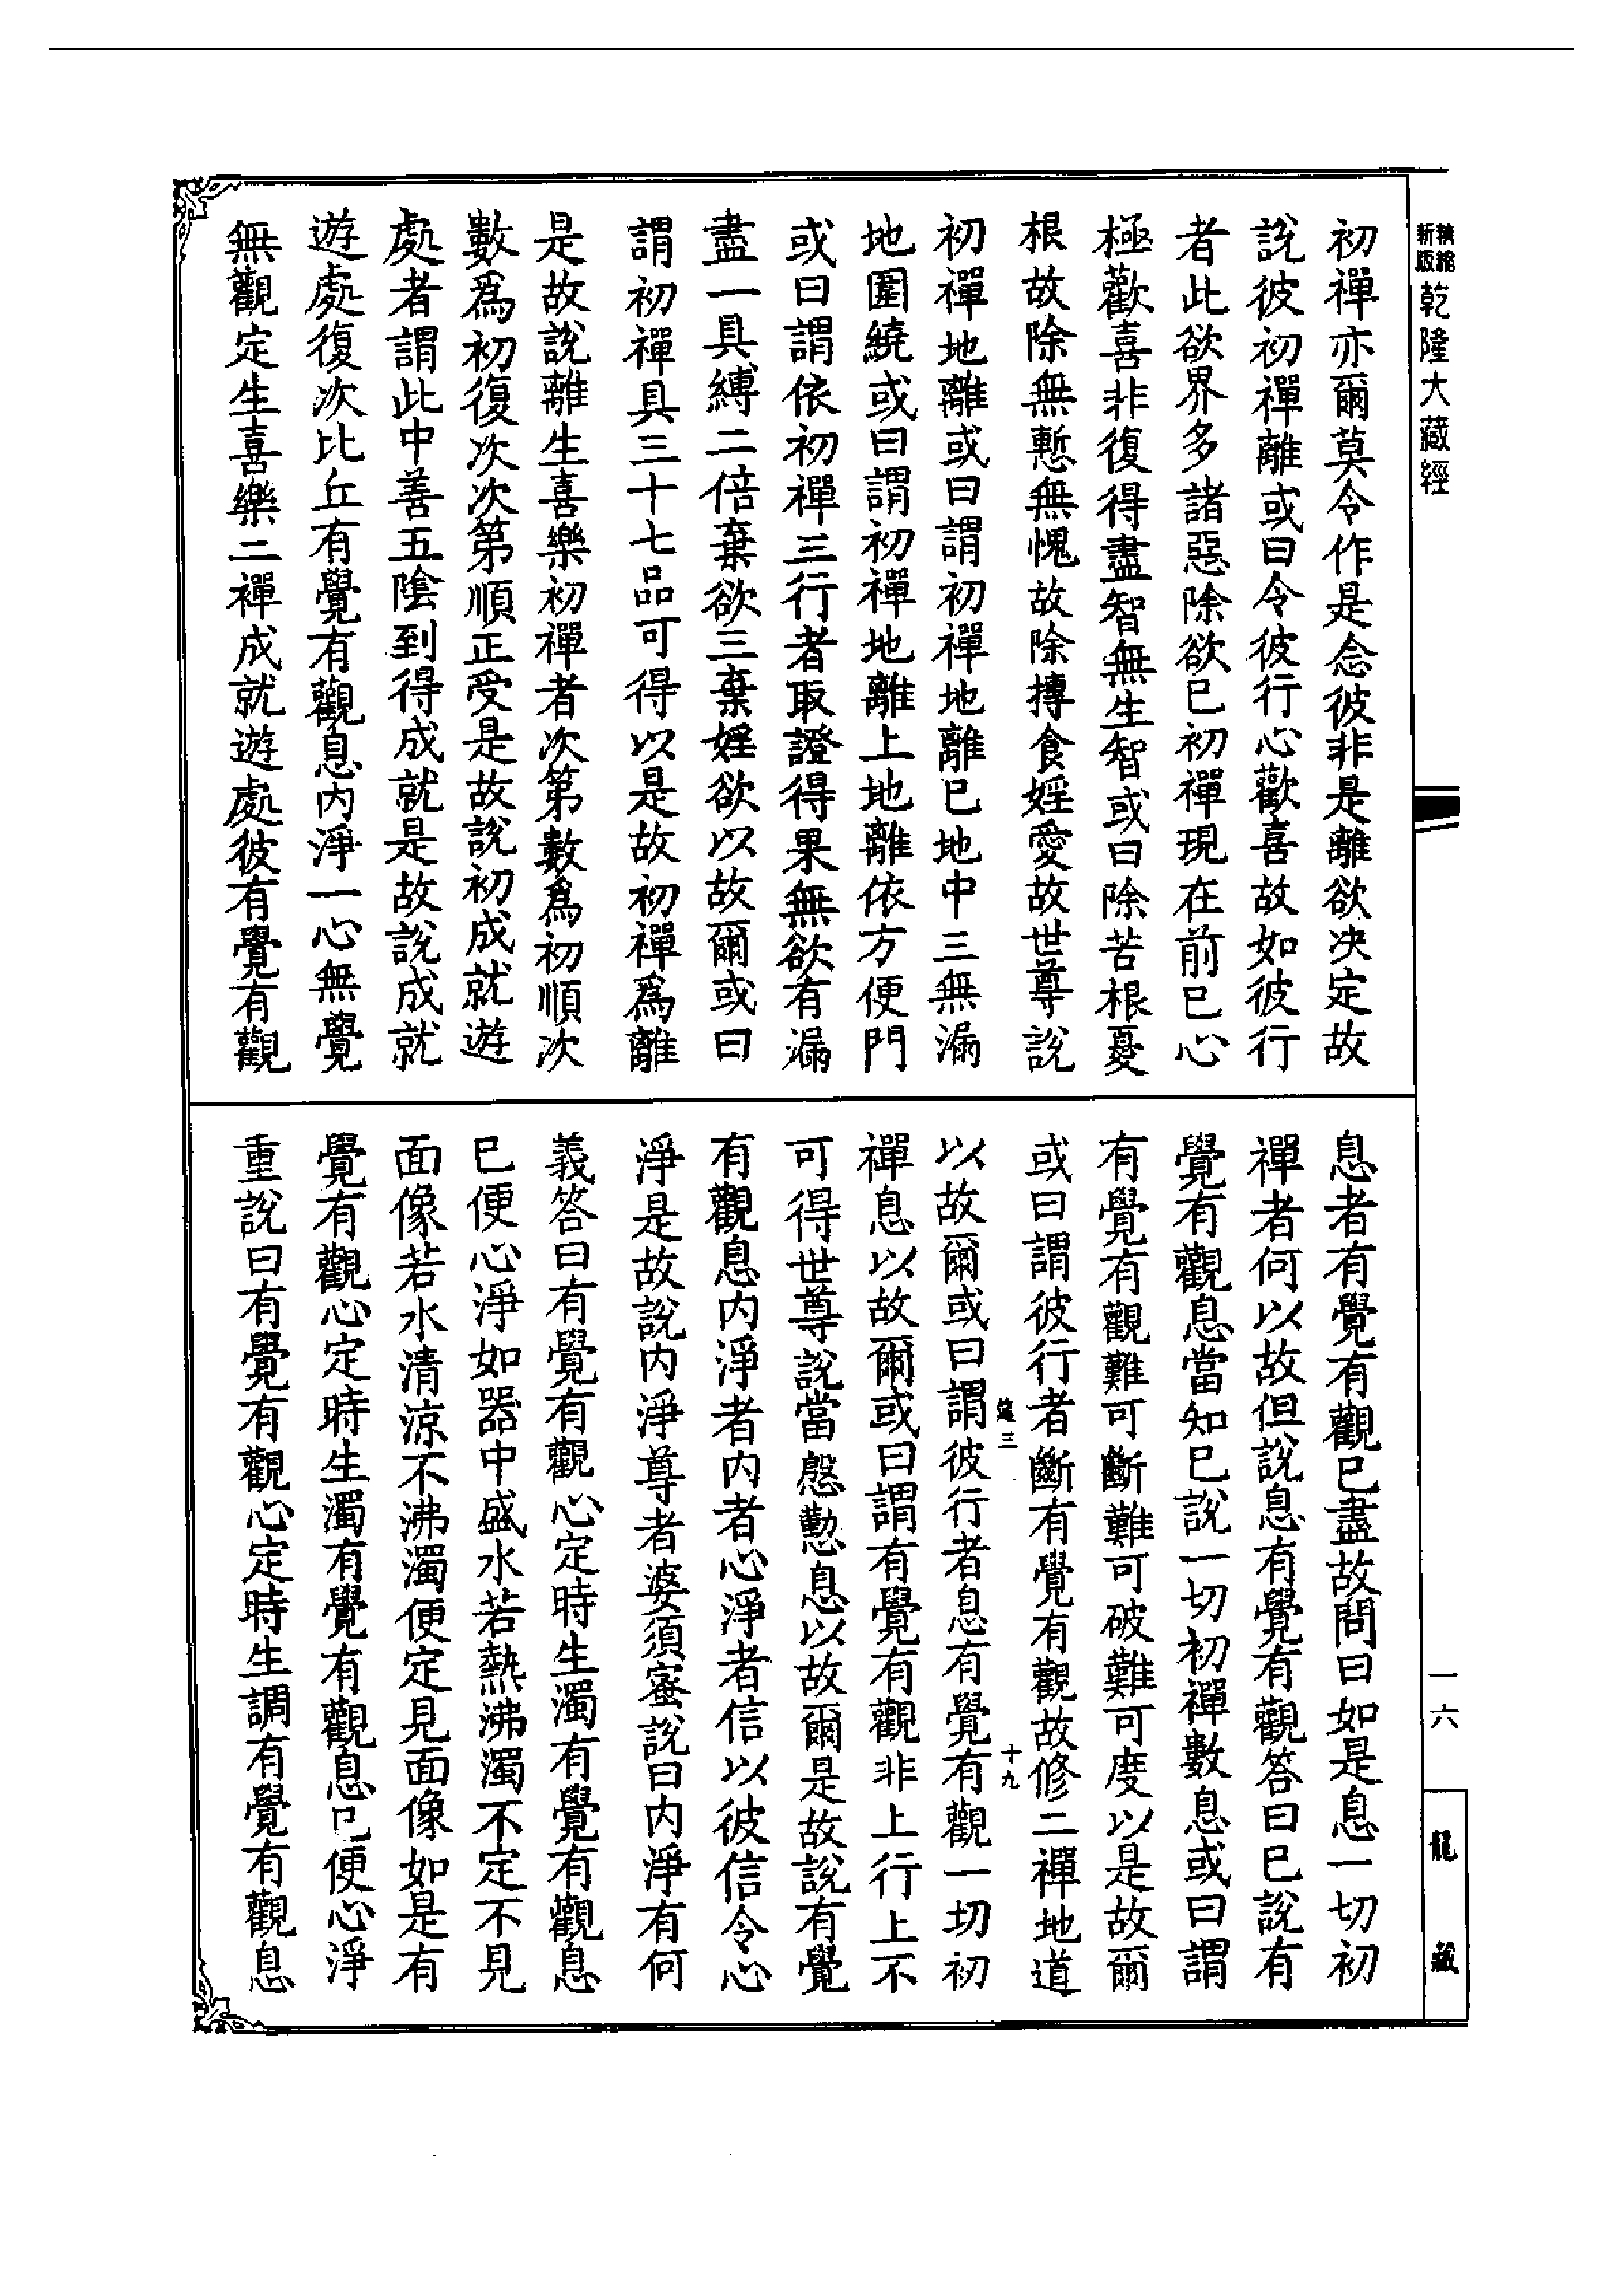 精縮
新版
乾隆大藏經
初禪亦爾莫令作是念彼非是離欲决定故
說彼初禪離或曰令彼行心歡喜故如彼行
者此欲界多諸惡除欲已初禪現在前已心
極歡喜非復得盡智無生智或曰除苦根憂
根故除無慙無愧故除摶食婬愛故世尊說
初禪地離或曰謂初禪地離已地中三無漏
地圍繞或曰謂初禪地離上地離依方便門
或曰謂依初禪三行者取證得果無欲有漏
盡一具縛二倍棄欲三棄婬欲以故爾或曰
謂初禪具三十七品可得以是故初禪爲離
是故說離生喜樂初禪者次第數爲初順次
數爲初復次次第順正受是故說初成就遊
處者謂此中善五陰到得成就是故說成就
遊處復次比丘有覺有觀息内淨一心無覺
無觀定生喜樂二禪成就遊處彼有覺有觀
息者有覺有觀已盡故問曰如是息一切初
禪者何以故但說息有覺有觀答曰已說有
覺有觀息當知已說一切初禪數息或曰謂
有覺有觀難可斷難可破難可度以是故爾
或曰謂彼行者斷有覺有觀故修二禪地道
以故爾或曰謂彼行者息有覺有觀一切初
禪息以故爾或曰謂有覺有觀非上行上不
可得世尊說當慇懃息以故爾是故說有覺
有觀息内淨者内者心淨者信以彼信令心
淨是故說内淨尊者婆須蜜說曰内淨有何
義答曰有覺有觀心定時生濁有覺有觀息
已便心淨如器中盛水若熱沸濁不定不見
面像若水清涼不沸濁便定見面像如是有
覺有觀心定時生濁有覺有觀息已便心淨
重說曰有覺有觀心定時生調有覺有觀息
三
十九
一六
龍藏